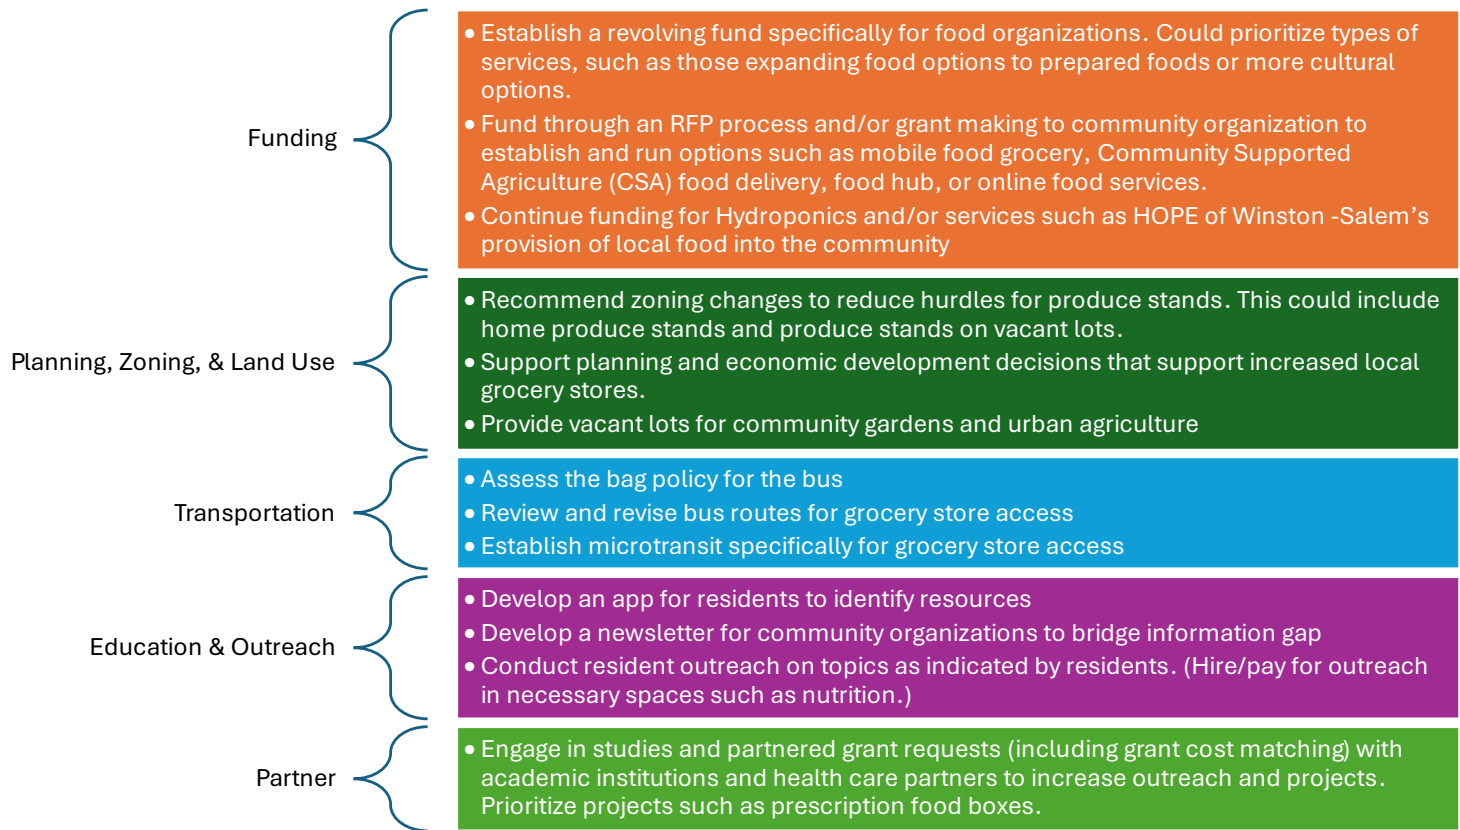 Funding
• Establish a revolving fund specifically for food organizations. Could prioritize types of
services, such as those expanding food options to prepared foods or more cultural
options.
• Fund through an RFP process and/or grant making to community organization to
establish and run options such as mobile food grocery, Community Supported
Agriculture (CSA) food delivery, food hub, or online food services.
• Continue funding for Hydroponics and/or services such as HOPE of Winston -Salem's
provision of local food into the community
Planning, Zoning, & Land Use
• Recommend zoning changes to reduce hurdles for produce stands. This could include
home produce stands and produce stands on vacant lots.
• Support planning and economic development decisions that support increased local
grocery stores.
• Provide vacant lots for community gardens and urban agriculture
Transportation
• Assess the bag policy for the bus
• Review and revise bus routes for grocery store access
• Establish microtransit specifically for grocery store access
Education & Outreach
• Develop an app for residents to identify resources
• Develop a newsletter for community organizations to bridge information gap
• Conduct resident outreach on topics as indicated by residents. (Hire/pay for outreach
in necessary spaces such as nutrition.)
Partner
• Engage in studies and partnered grant requests (including grant cost matching) with
academic institutions and health care partners to increase outreach and projects.
Prioritize projects such as prescription food boxes.